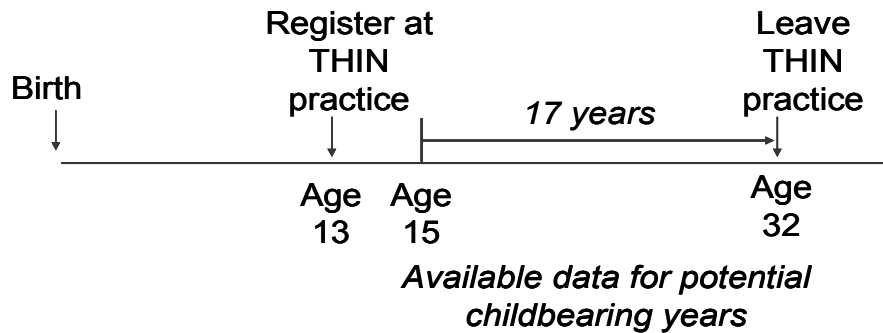 Birth
Register at
THIN
practice
17 years
Leave
THIN
practice
Age
13
Age
15
Age
32
Available data for potential
childbearing years